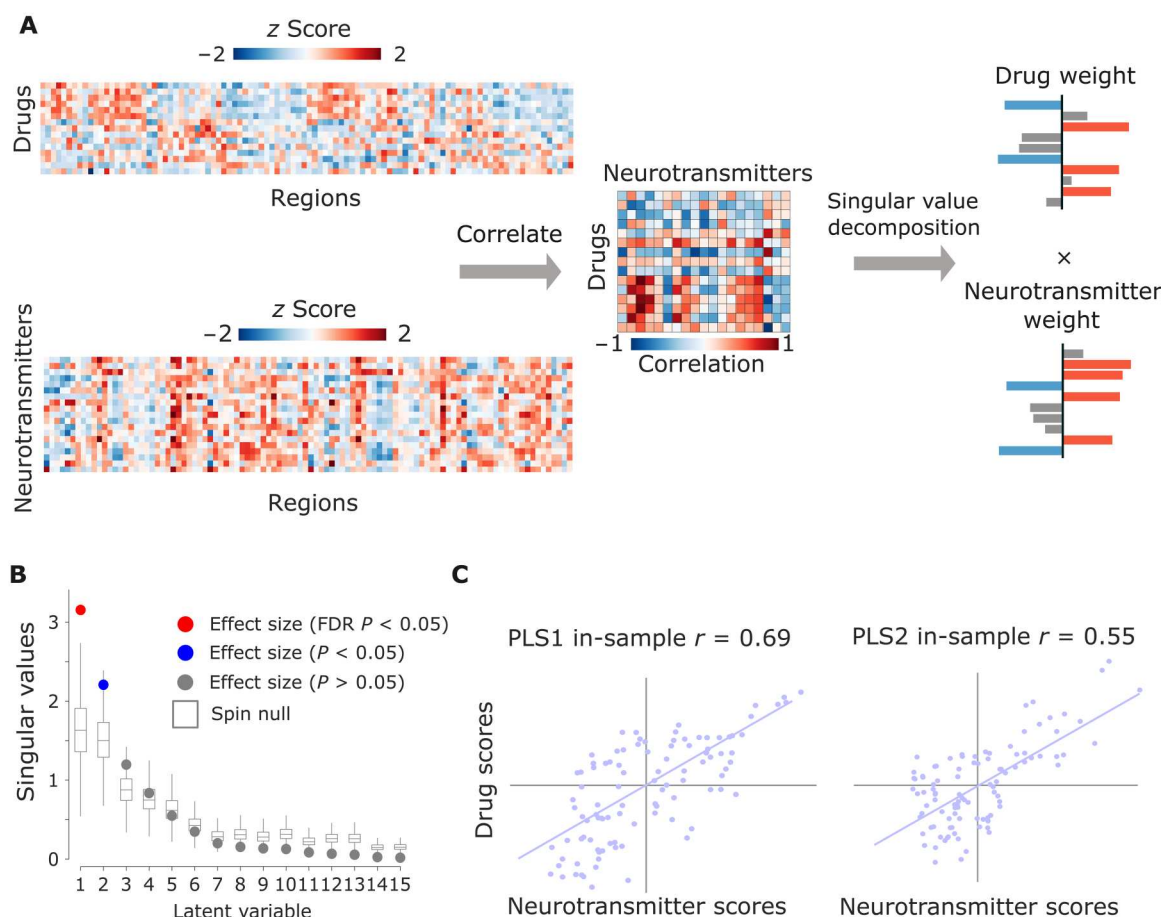 A
z Score
−2 2
Drugs
Regions
z Score
−2 2
Neurotransmitters
Regions
Correlate
Neurotransmitters
Drugs
−1 1
Correlation
Singular value
decomposition
Drug weight
×
Neurotransmitter
weight
B
Singular values
3
2
1
0
1 2 3 4 5 6 7 8 9 10 11 12 13 14 15
Latent variable
Effect size (FDR P < 0.05)
Effect size (P < 0.05)
Effect size (P > 0.05)
Spin null
C
PLS1 in-sample r = 0.69
Drug scores
Neurotransmitter scores
PLS2 in-sample r = 0.55
Neurotransmitter scores